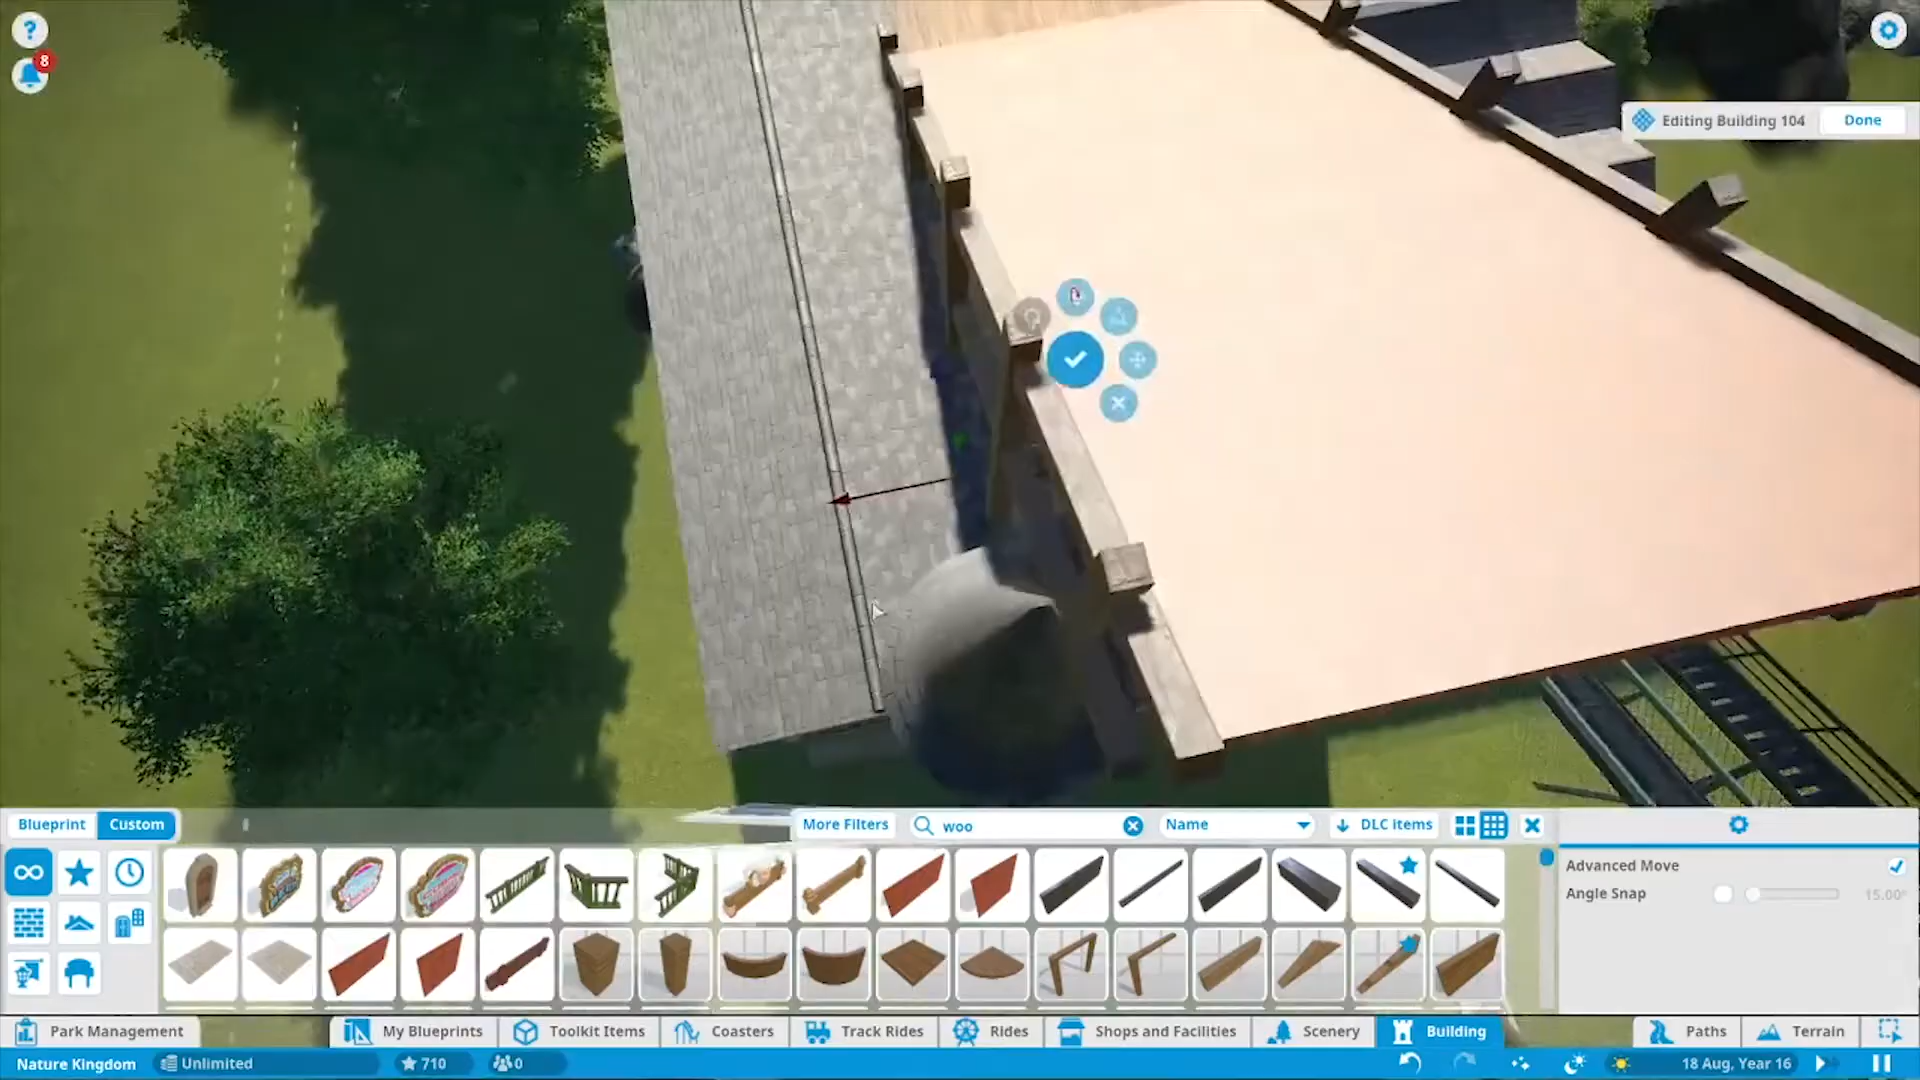 ?
8
Editing Building 104 Done
Blueprint Custom More Filters woo Name DLC items
Advanced Move
Angle Snap 15.00°
Park Management My Blueprints Toolkit Items Coasters Track Rides Rides Shops and Facilities Scenery Building Paths Terrain
Nature Kingdom Unlimited 710 0 18 Aug, Year 16